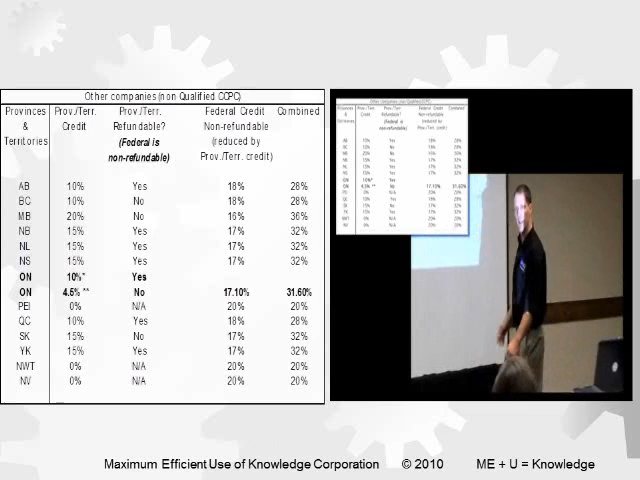 Other companies (non Qualified CCPC)
Provinces & Territories Prov./Terr. Credit Prov./Terr. Refundable? (Federal is non-refundable) Federal Credit Non-refundable (reduced by Prov./Terr. credit) Combined
AB 10% Yes 18% 28%
BC 10% No 18% 28%
MB 20% No 16% 36%
NB 15% Yes 17% 32%
NL 15% Yes 17% 32%
NS 15% Yes 17% 32%
ON 10%* Yes
ON 4.5% ** No 17.10% 31.60%
PEI 0% N/A 20% 20%
QC 10% Yes 18% 28%
SK 15% No 17% 32%
YK 15% Yes 17% 32%
NWT 0% N/A 20% 20%
NV 0% N/A 20% 20%
Maximum Efficient Use of Knowledge Corporation © 2010 ME + U = Knowledge